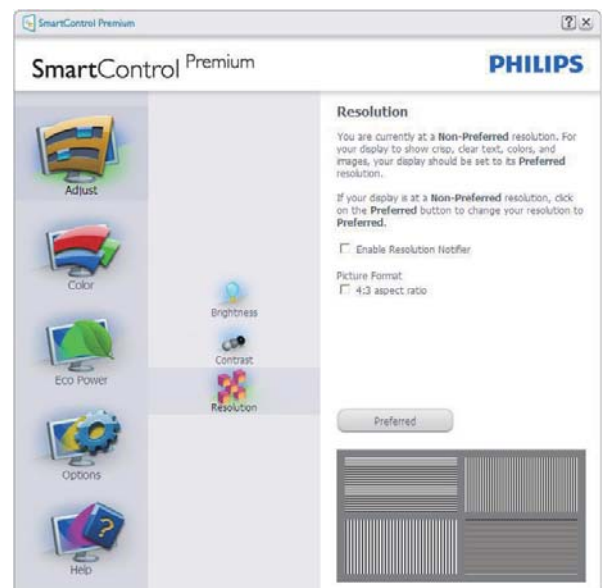 SmartControl Premium
SmartControl Premium
PHILIPS
Adjust
Color
Eco Power
Options
Help
Brightness
Contrast
Resolution
Resolution
You are currently at a Non-Preferred resolution. For
your display to show crisp, clear text, colors, and
images, your display should be set to its Preferred
resolution.
If your display is at a Non-Preferred resolution, click
on the Preferred button to change your resolution to
Preferred.
Enable Resolution Notifier
Picture Format
4:3 aspect ratio
Preferred